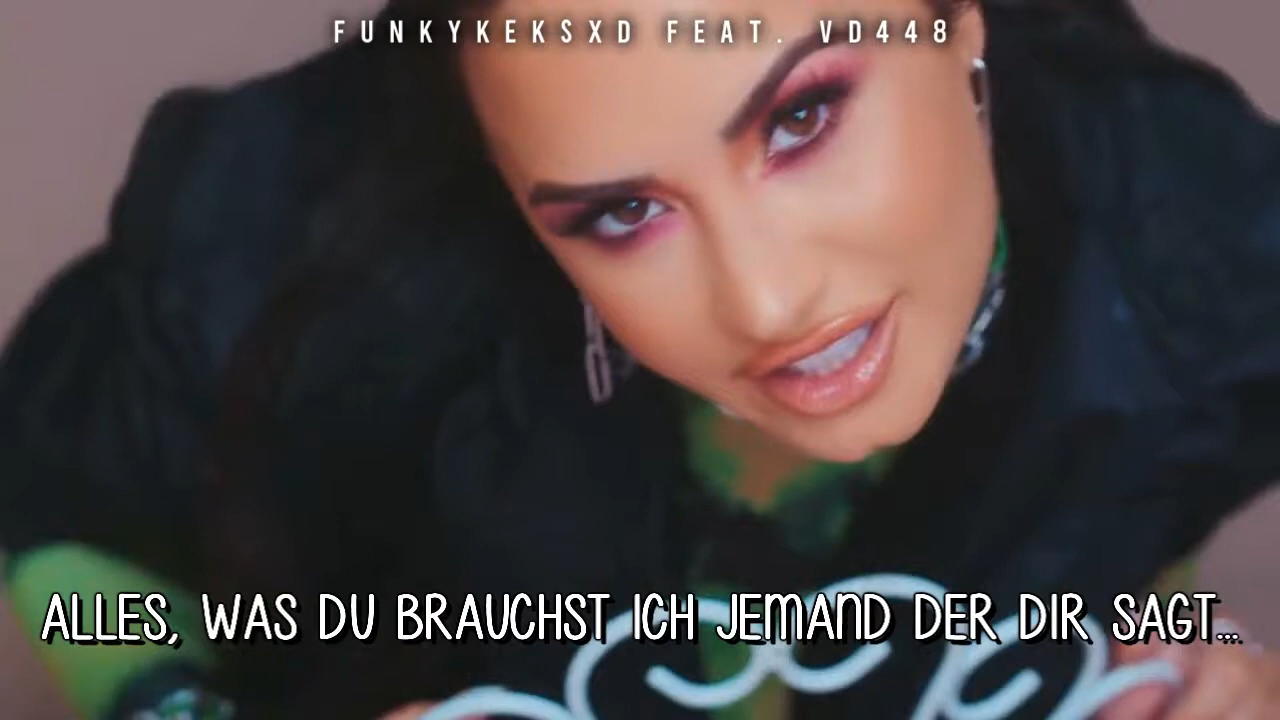 FUNKYKEKSXD FEAT. VD448
ALLES, WAS DU BRAUCHST ICH JEMAND DER DIR SAGT...